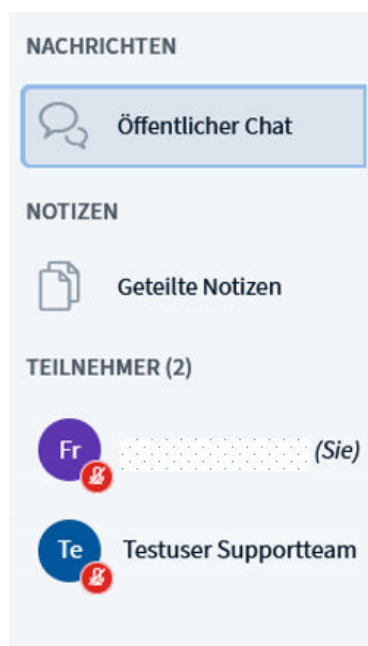 NACHRICHTEN
Öffentlicher Chat
NOTIZEN
Geteilte Notizen
TEILNEHMER (2)
Fr (Sie)
Te Testuser Supportteam